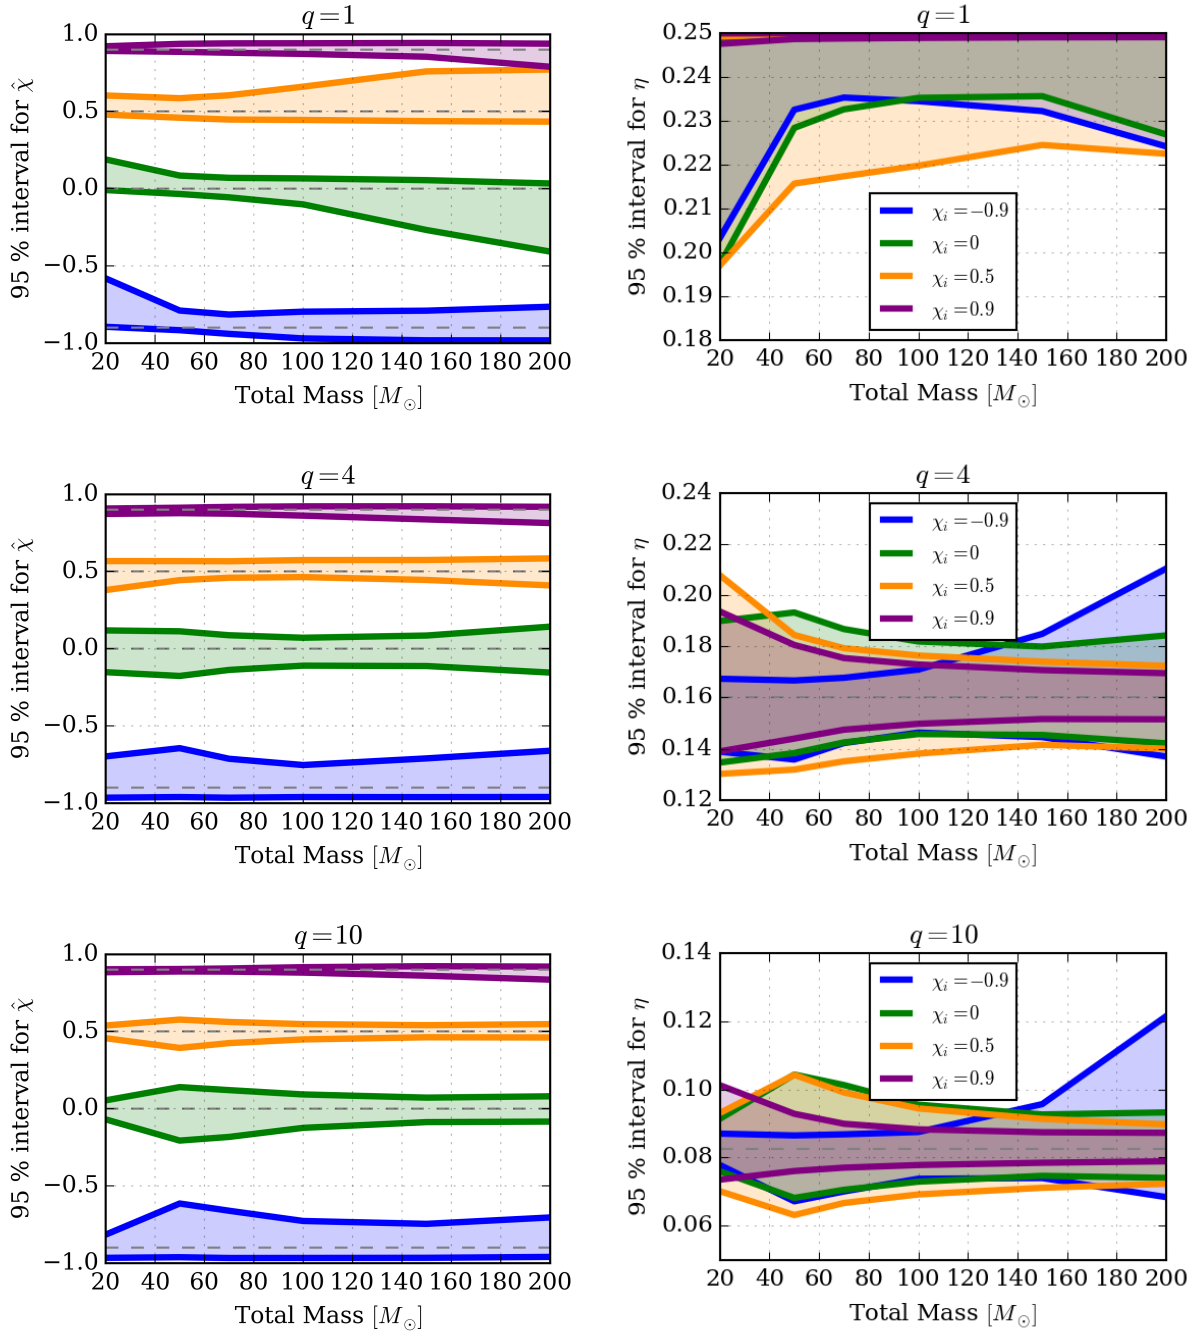 q=1
1.0
0.5
0.0
−0.5
−1.0
95 % interval for χ̂
20 40 60 80 100 120 140 160 180 200
Total Mass [M☉]
q=1
0.25
0.24
0.23
0.22
0.21
0.20
0.19
0.18
95 % interval for η
χi=−0.9
χi=0
χi=0.5
χi=0.9
20 40 60 80 100 120 140 160 180 200
Total Mass [M☉]
q=4
1.0
0.5
0.0
−0.5
−1.0
95 % interval for χ̂
20 40 60 80 100 120 140 160 180 200
Total Mass [M☉]
q=4
0.24
0.22
0.20
0.18
0.16
0.14
0.12
95 % interval for η
χi=−0.9
χi=0
χi=0.5
χi=0.9
20 40 60 80 100 120 140 160 180 200
Total Mass [M☉]
q=10
1.0
0.5
0.0
−0.5
−1.0
95 % interval for χ̂
20 40 60 80 100 120 140 160 180 200
Total Mass [M☉]
q=10
0.14
0.12
0.10
0.08
0.06
95 % interval for η
χi=−0.9
χi=0
χi=0.5
χi=0.9
20 40 60 80 100 120 140 160 180 200
Total Mass [M☉]